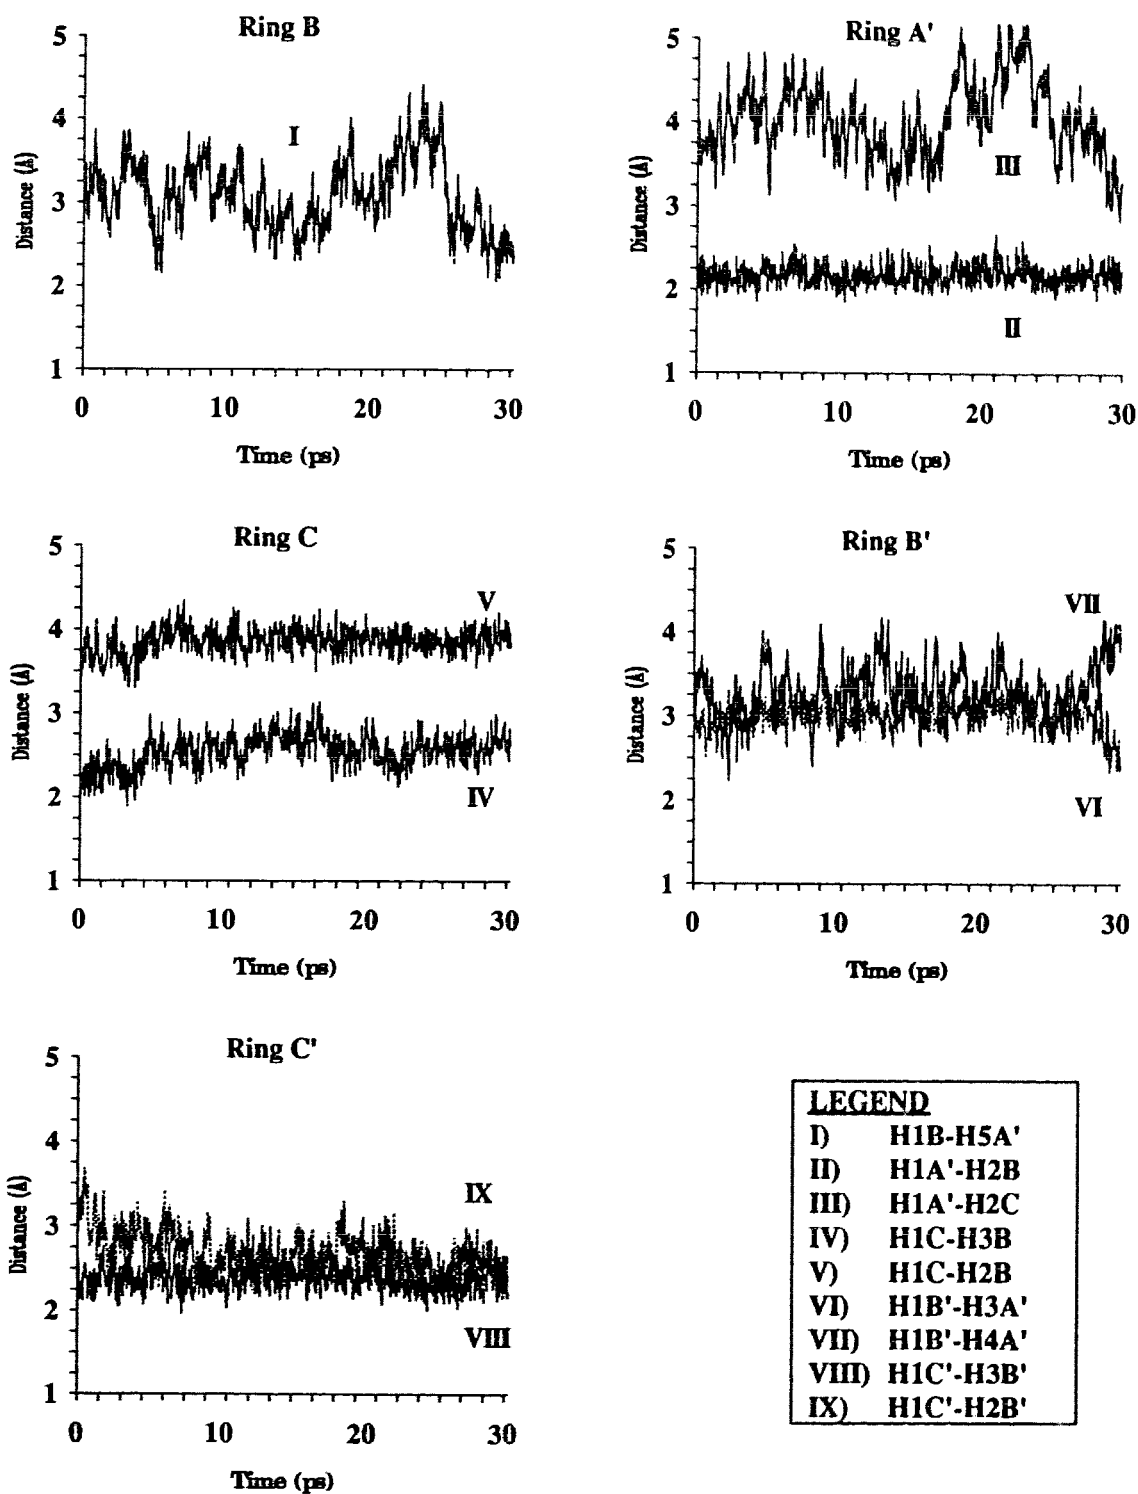 Ring B
5
4
3
2
1
Distance (Å)
I
0 10 20 30
Time (ps)
Ring A'
5
4
3
2
1
Distance (Å)
III
II
0 10 20 30
Time (ps)
Ring C
5
4
3
2
1
Distance (Å)
V
IV
0 10 20 30
Time (ps)
Ring B'
5
4
3
2
1
Distance (Å)
VII
VI
0 10 20 30
Time (ps)
Ring C'
5
4
3
2
1
Distance (Å)
IX
VIII
0 10 20 30
Time (ps)
LEGEND
I) H1B-H5A'
II) H1A'-H2B
III) H1A'-H2C
IV) H1C-H3B
V) H1C-H2B
VI) H1B'-H3A'
VII) H1B'-H4A'
VIII) H1C'-H3B'
IX) H1C'-H2B'